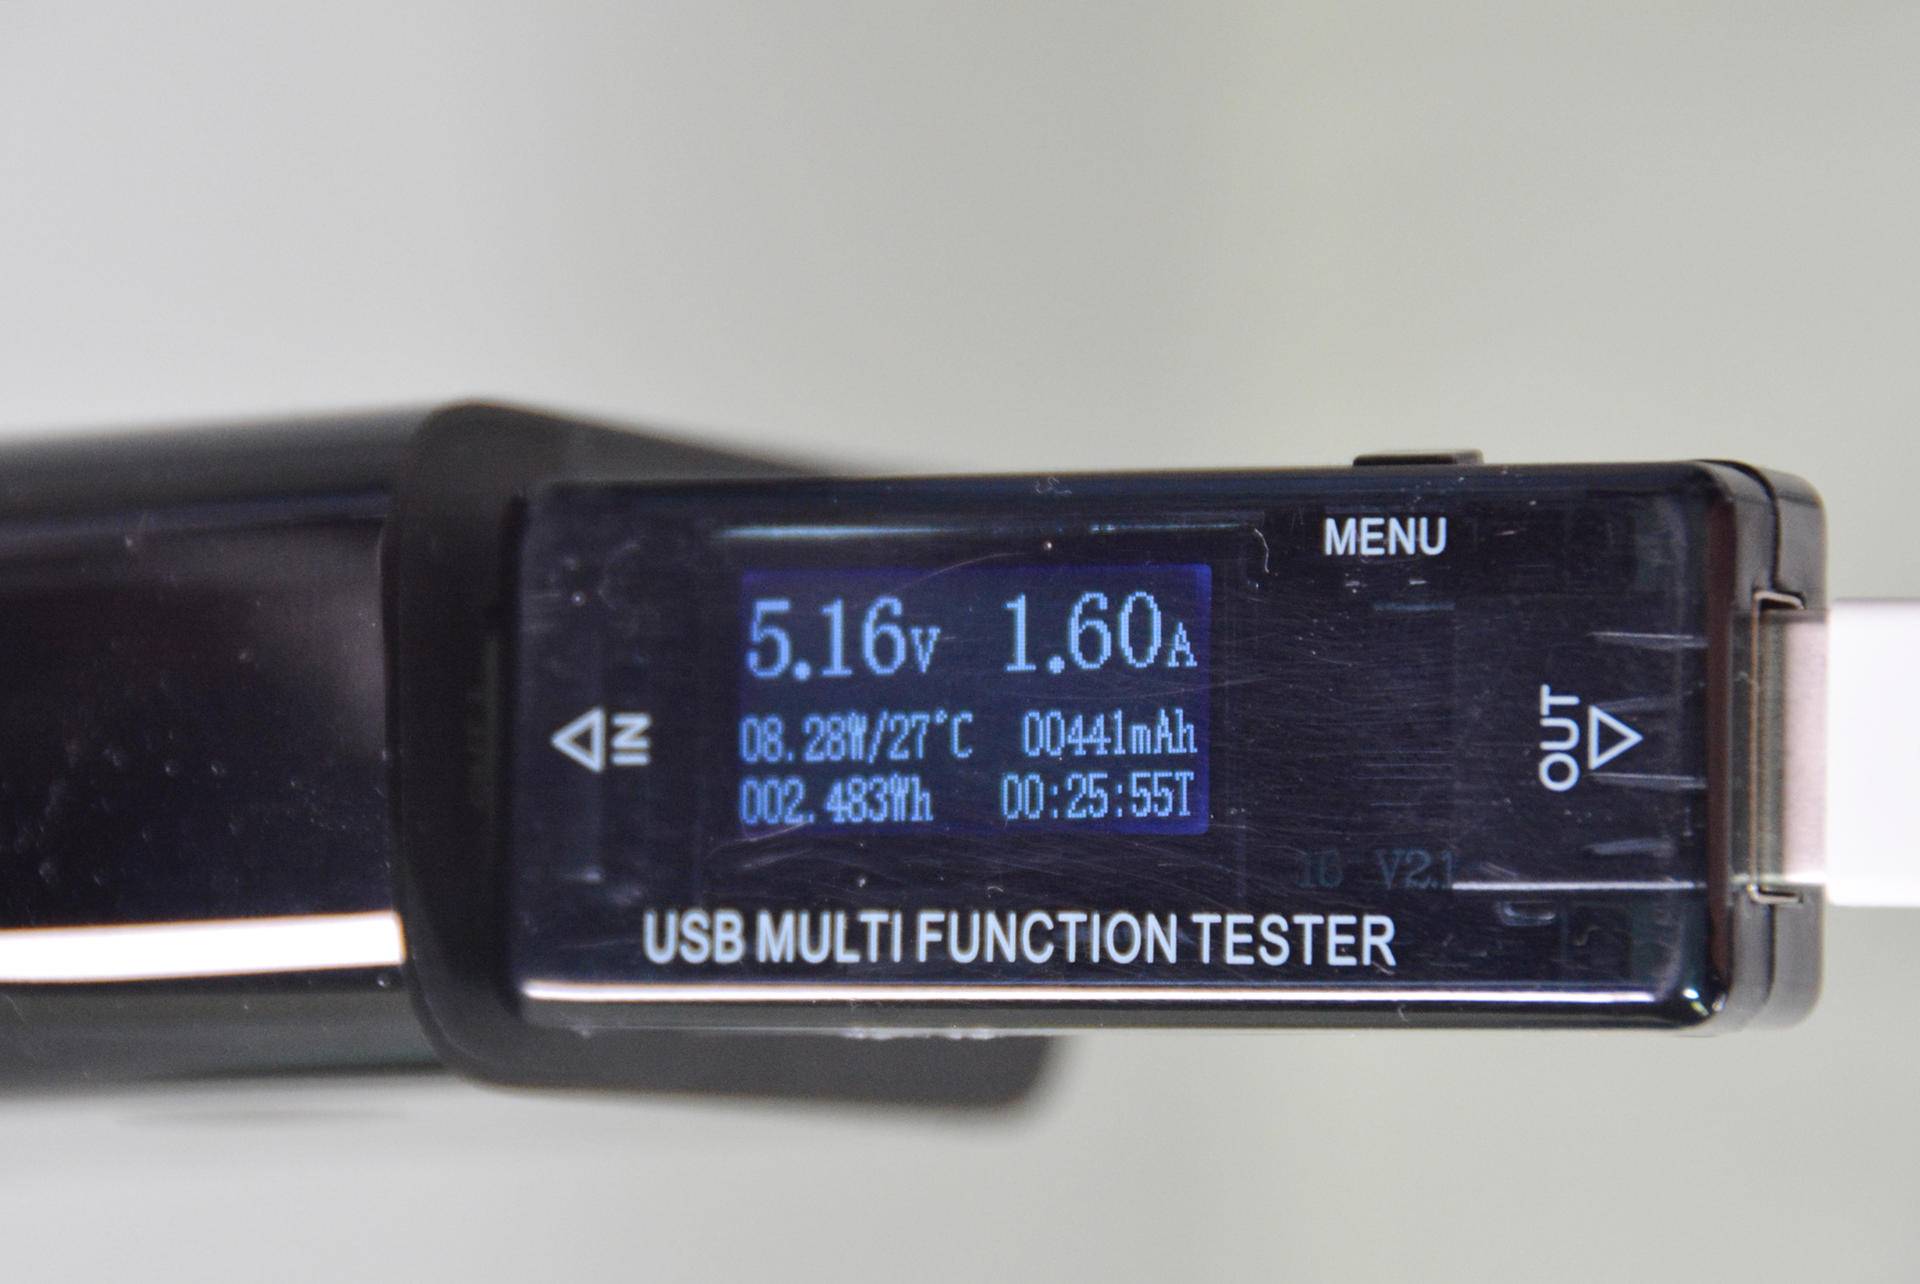 MENU
5.16V 1.60A
08.28W/27°C 00441mAh
002.483Wh 00:25:55T
IN
OUT
V2.1
USB MULTI FUNCTION TESTER